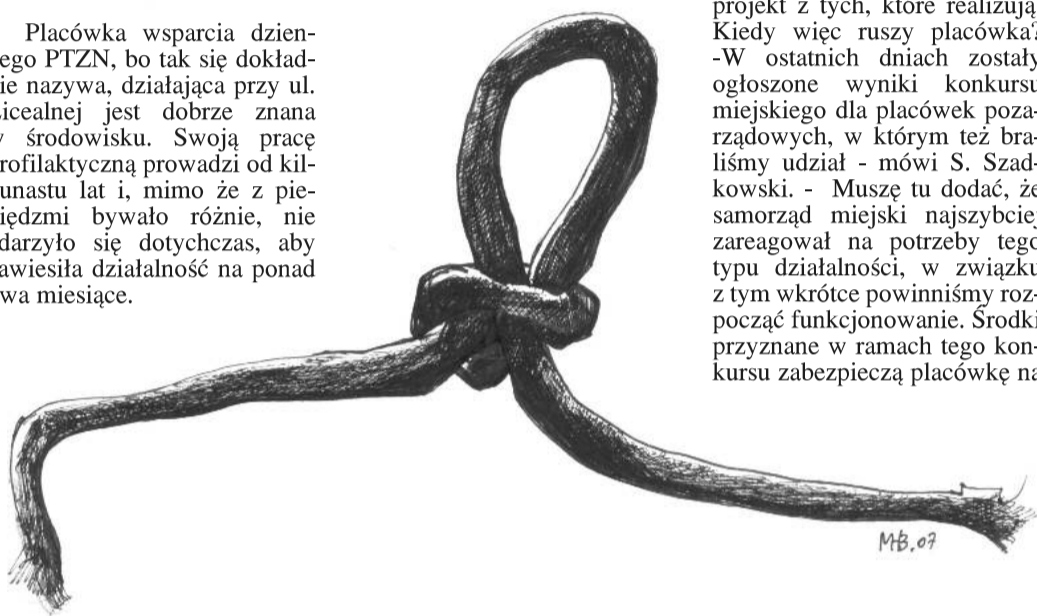 Placówka wsparcia dzien-
ego PTZN, bo tak się dokład-
ie nazywa, działająca przy ul.
icealnej jest dobrze znana
środowisku. Swoją pracę
rofilaktyczną prowadzi od kil-
unastu lat i, mimo że z pie-
iędzmi bywało różnie, nie
darzyło się dotychczas, aby
awiesiła działalność na ponad
wa miesiące.
projekt z tych, które realizują
Kiedy więc ruszy placówka?
-W ostatnich dniach zostały
ogłoszone wyniki konkursu
miejskiego dla placówek poza-
rządowych, w którym też bra-
liśmy udział - mówi S. Szad-
kowski. - Muszę tu dodać, że
samorząd miejski najszybciej
zareagował na potrzeby tego
typu działalności, w związku
z tym wkrótce powinniśmy roz-
począć funkcjonowanie. Środki
przyznane w ramach tego kon-
kursu zabezpieczą placówkę na
MB.07